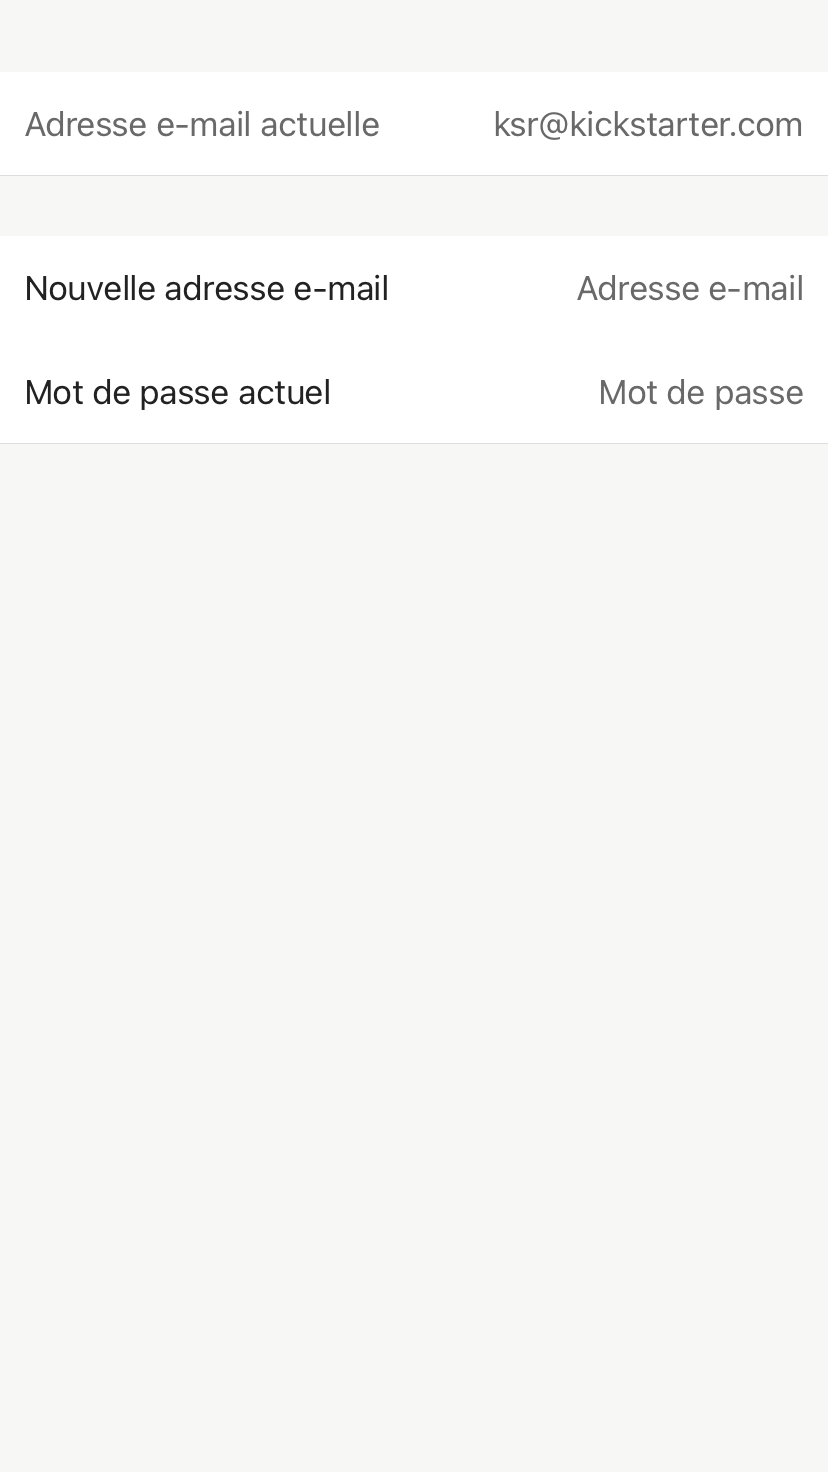 Adresse e-mail actuelle ksr@kickstarter.com
Nouvelle adresse e-mail Adresse e-mail
Mot de passe actuel Mot de passe